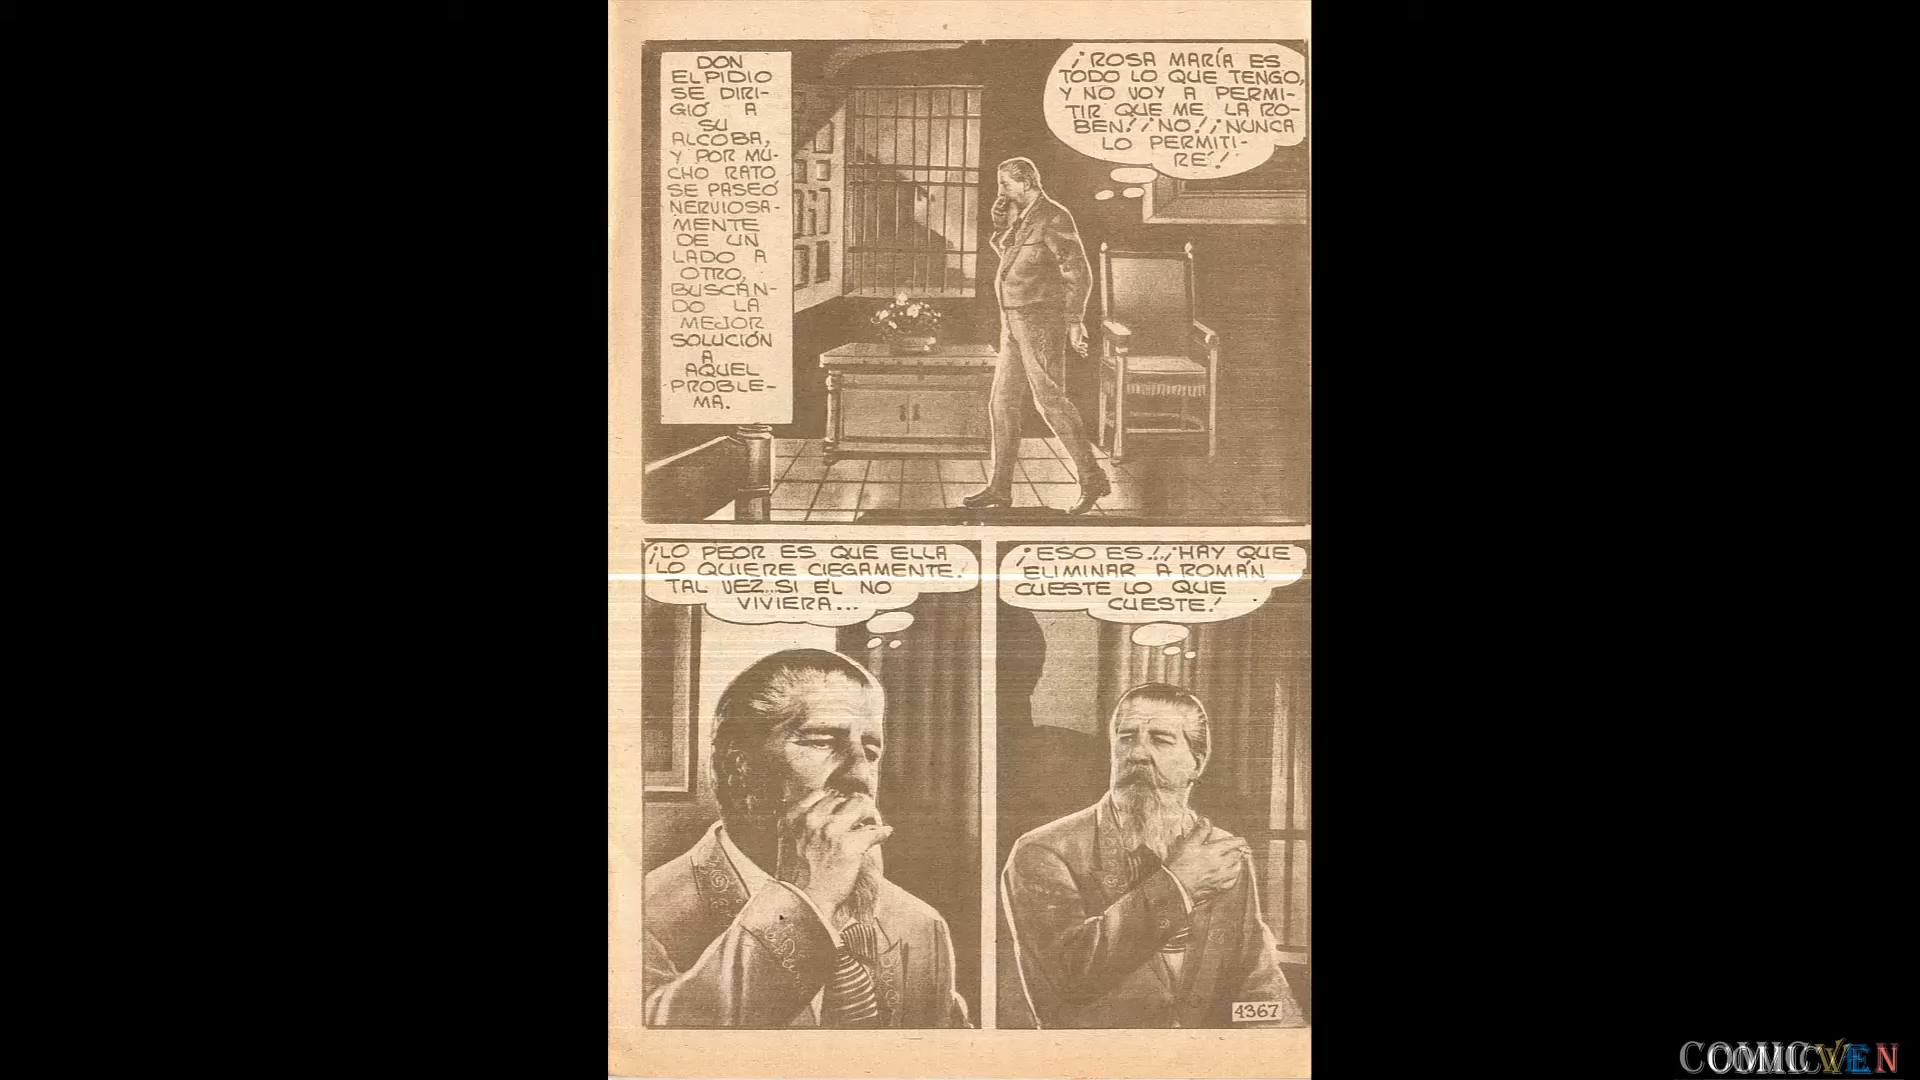 DON
ELPIDIO
SE DIRI-
GIÓ A
SU
ALCOBA,
Y POR MU-
CHO RATO
SE PASEÓ
NERVIOSA-
MENTE
DE UN
LADO A
OTRO,
BUSCÁN-
DO LA
MEJOR
SOLUCIÓN
A
AQUEL
PROBLE-
MA.
¡ROSA MARÍA ES
TODO LO QUE TENGO,
Y NO VOY A PERMI-
TIR QUE ME LA RO-
BEN! ¡NO! ¡NUNCA
LO PERMITI-
RÉ!
¡LO PEOR ES QUE ELLA
LO QUIERE CIEGAMENTE!
TAL VEZ...SI ÉL NO
VIVIERA...
¡ESO ES!...¡HAY QUE
ELIMINAR A ROMÁN
CUESTE LO QUE
CUESTE!
4367
COMICWEN